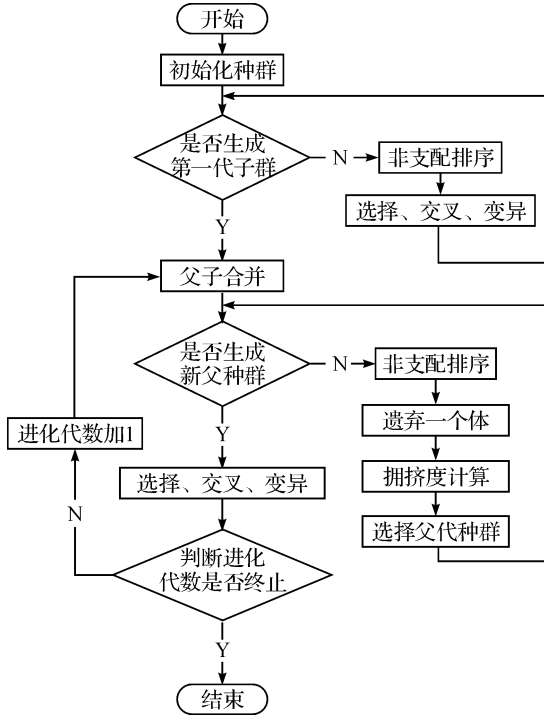 开始
初始化种群
是否生成
第一代子群
N
非支配排序
选择、交叉、变异
Y
父子合并
是否生成
新父种群
N
非支配排序
遗弃一个体
拥挤度计算
选择父代种群
Y
进化代数加1
选择、交叉、变异
N
判断进化
代数是否终止
Y
结束